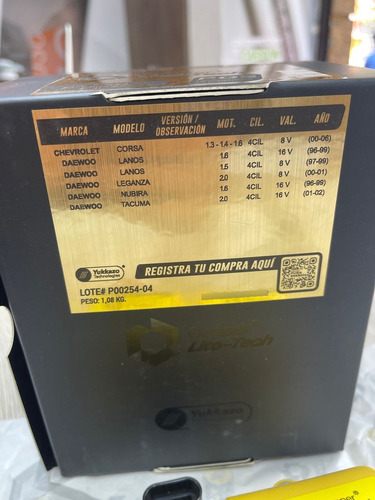 MARCA MODELO VERSIÓN / OBSERVACIÓN MOT. CIL. VAL. AÑO
CHEVROLET CORSA 1.3 - 1.4 - 1.6 4CIL 8 V (00-06)
DAEWOO LANOS 1.6 4CIL 16 V (96-99)
DAEWOO LANOS 1.5 4CIL 8 V (97-99)
DAEWOO LEGANZA 2.0 4CIL 8 V (00-01)
DAEWOO NUBIRA 1.6 4CIL 16 V (96-99)
DAEWOO TACUMA 2.0 4CIL 16 V (01-02)
Yukkazo
Technologies
REGISTRA TU COMPRA AQUÍ
LOTE# P00254-04
PESO: 1,08 KG.
Lito-Tech
Yukkazo
Technologies